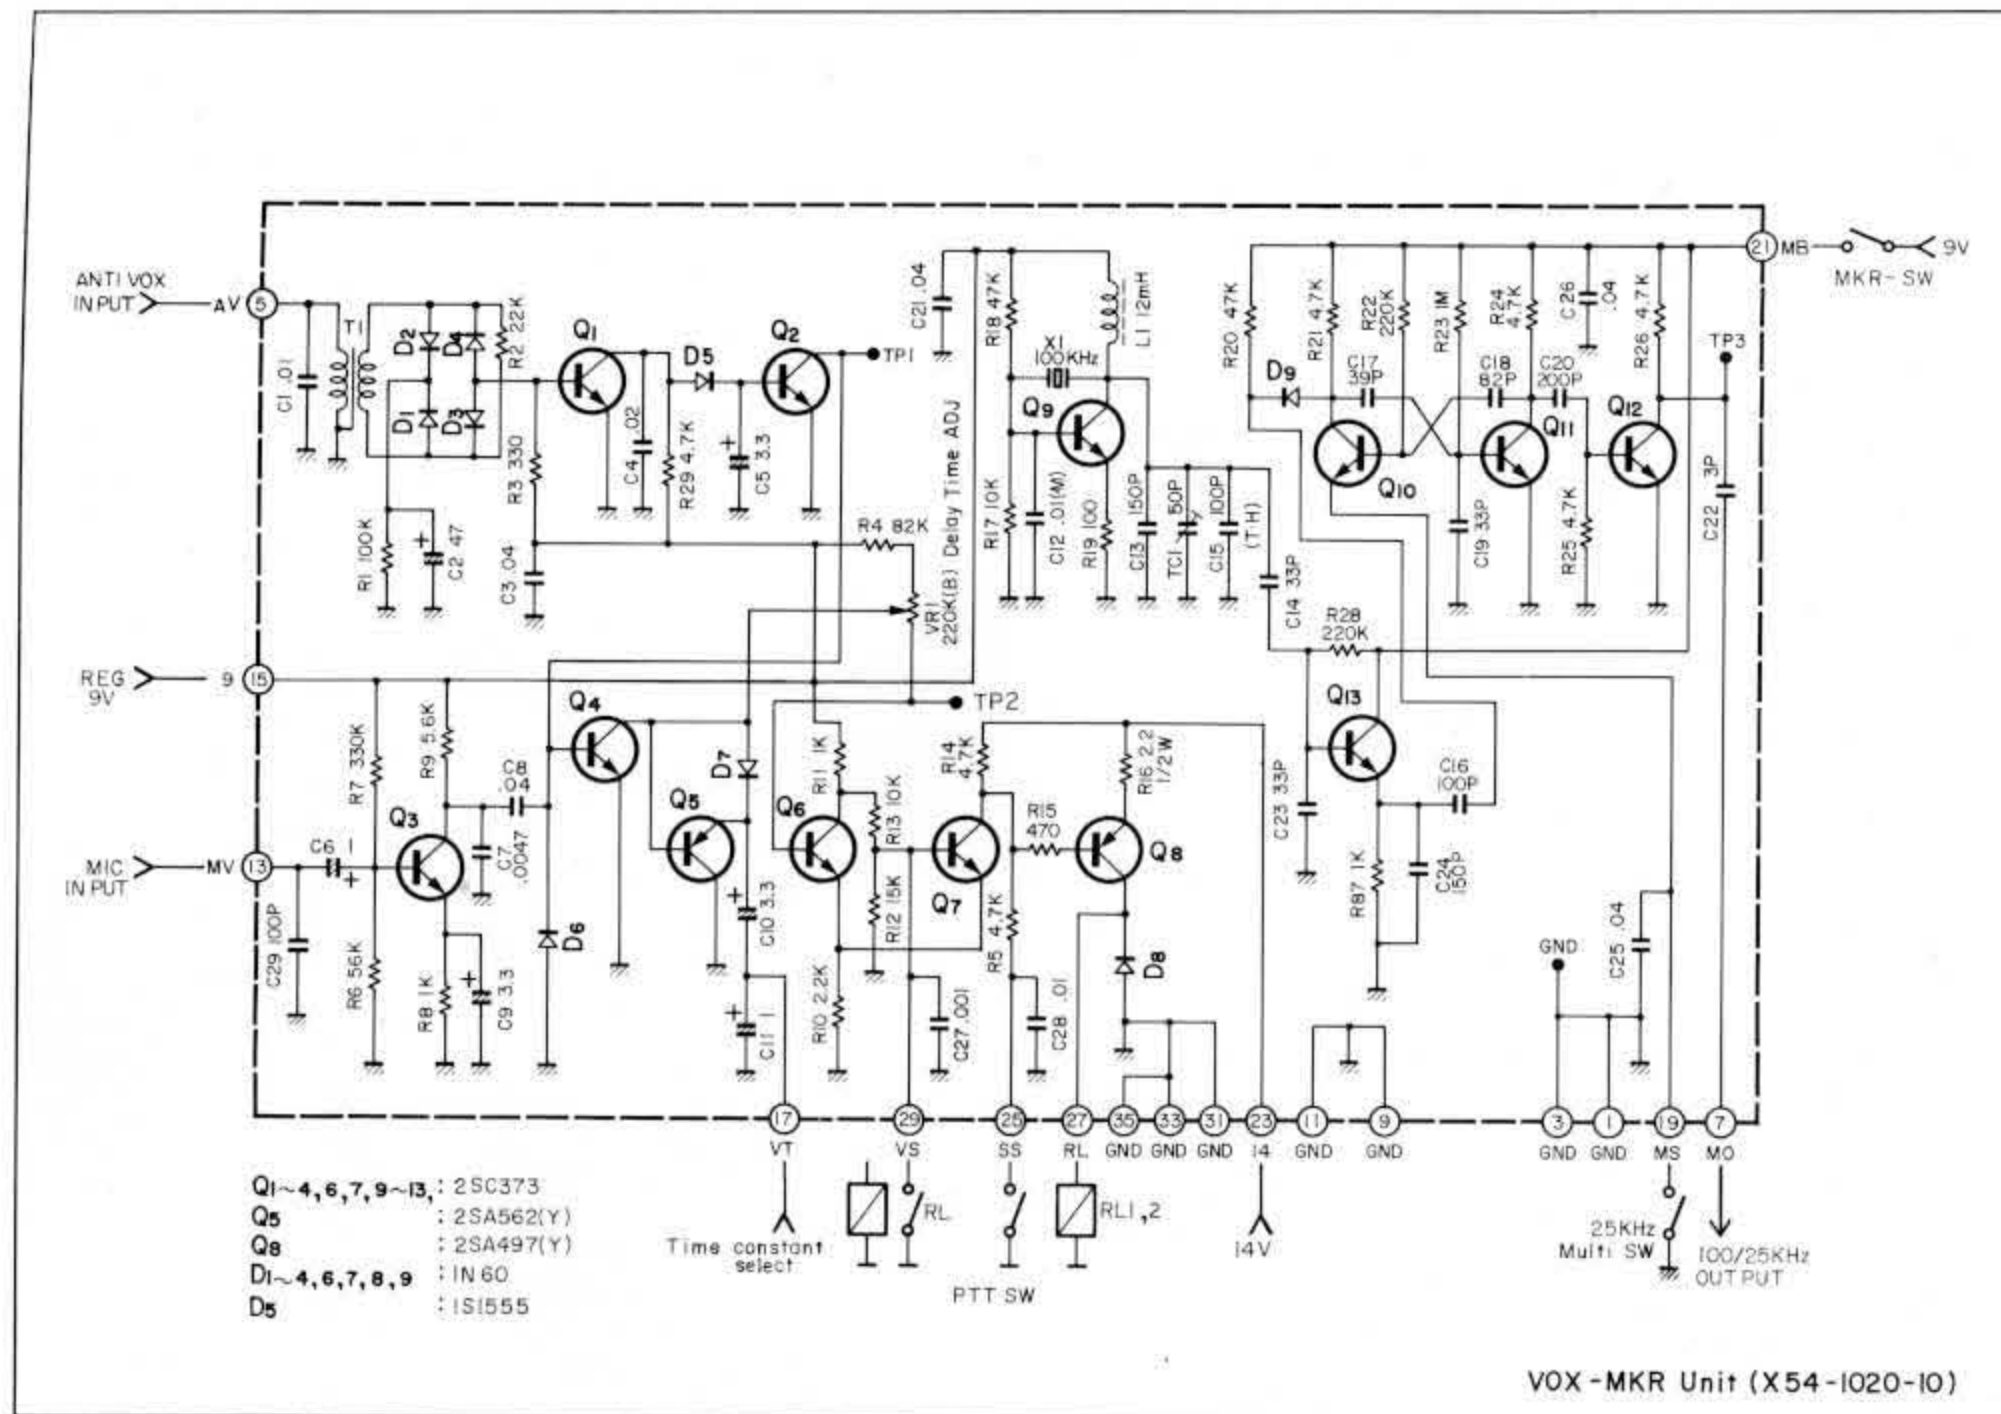 ANTI VOX
INPUT
AV
5
C1 .01
T1
D2
D4
D1
D3
R2 22K
R1 100K
C2 47
+
R3 330
C3 .04
Q1
C4 .02
R29 4.7K
D5
C5 3.3
+
Q2
TP1
R4 82K
VR1
220K(B) Delay Time ADJ
C21 .04
R18 47K
X1
100KHz
L1 12mH
Q9
R17 10K
C12 .01(M)
R19 100
C13 150P
TC1 50P
C15 100P
(T·H)
C14 33P
R20 47K
R21 4.7K
R22
220K
R23 1M
R24
4.7K
C26
.04
R26 4.7K
D9
C17
39P
C18
82P
C20
200P
Q10
Q11
Q12
C19 33P
R25 4.7K
TP3
C22 3P
21
MB
9V
MKR-SW
REG
9V
9
15
R7 330K
R9 5.6K
Q3
C8
.04
C7
.0047
MIC
INPUT
MV
13
C6 1
+
C29 100P
R6 56K
R8 1K
C9 3.3
+
D6
Q4
Q5
D7
C10 3.3
+
C11 1
+
TP2
R11 1K
Q6
R13 10K
R12 15K
R10 2.2K
Q7
R14
4.7K
R15
470
R5 4.7K
C27 .001
C28 .01
R16 2.2
1/2W
Q8
D8
R28
220K
Q13
C23 33P
C16
100P
R87 1K
C24
150P
GND
C25 .04
17
29
25
27
35
33
31
23
11
9
3
1
19
7
VT
VS
SS
RL
GND
GND
GND
14
GND
GND
GND
GND
MS
MO
Time constant
select
RL
PTT SW
RL1,2
14V
25KHz
Multi SW
100/25KHz
OUTPUT
Q1~4,6,7,9~13, : 2SC373
Q5 : 2SA562(Y)
Q8 : 2SA497(Y)
D1~4,6,7,8,9 : 1N60
D5 : 1S1555
VOX-MKR Unit (X54-1020-10)